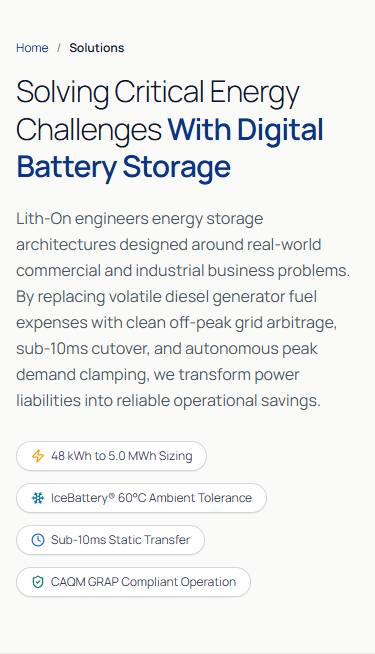 Home / Solutions
Solving Critical Energy
Challenges With Digital
Battery Storage
Lith-On engineers energy storage
architectures designed around real-world
commercial and industrial business problems.
By replacing volatile diesel generator fuel
expenses with clean off-peak grid arbitrage,
sub-10ms cutover, and autonomous peak
demand clamping, we transform power
liabilities into reliable operational savings.
48 kWh to 5.0 MWh Sizing
IceBattery® 60°C Ambient Tolerance
Sub-10ms Static Transfer
CAQM GRAP Compliant Operation